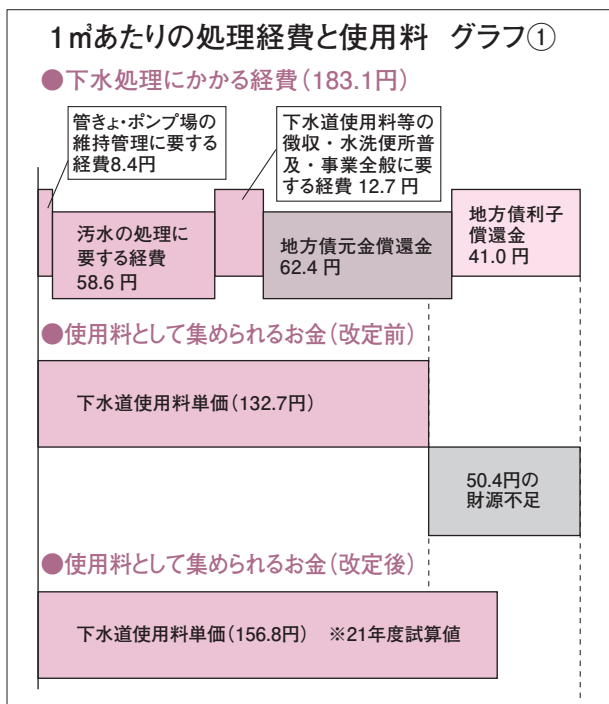 1㎥あたりの処理経費と使用料 グラフ①
●下水処理にかかる経費(183.1円)
管きょ・ポンプ場の
維持管理に要する
経費8.4円
下水道使用料等の
徴収・水洗便所普
及・事業全般に要
する経費 12.7 円
汚水の処理に
要する経費
58.6 円
地方債元金償還金
62.4 円
地方債利子
償還金
41.0 円
●使用料として集められるお金(改定前)
下水道使用料単価(132.7円)
50.4円の
財源不足
●使用料として集められるお金(改定後)
下水道使用料単価(156.8円) ※21年度試算値